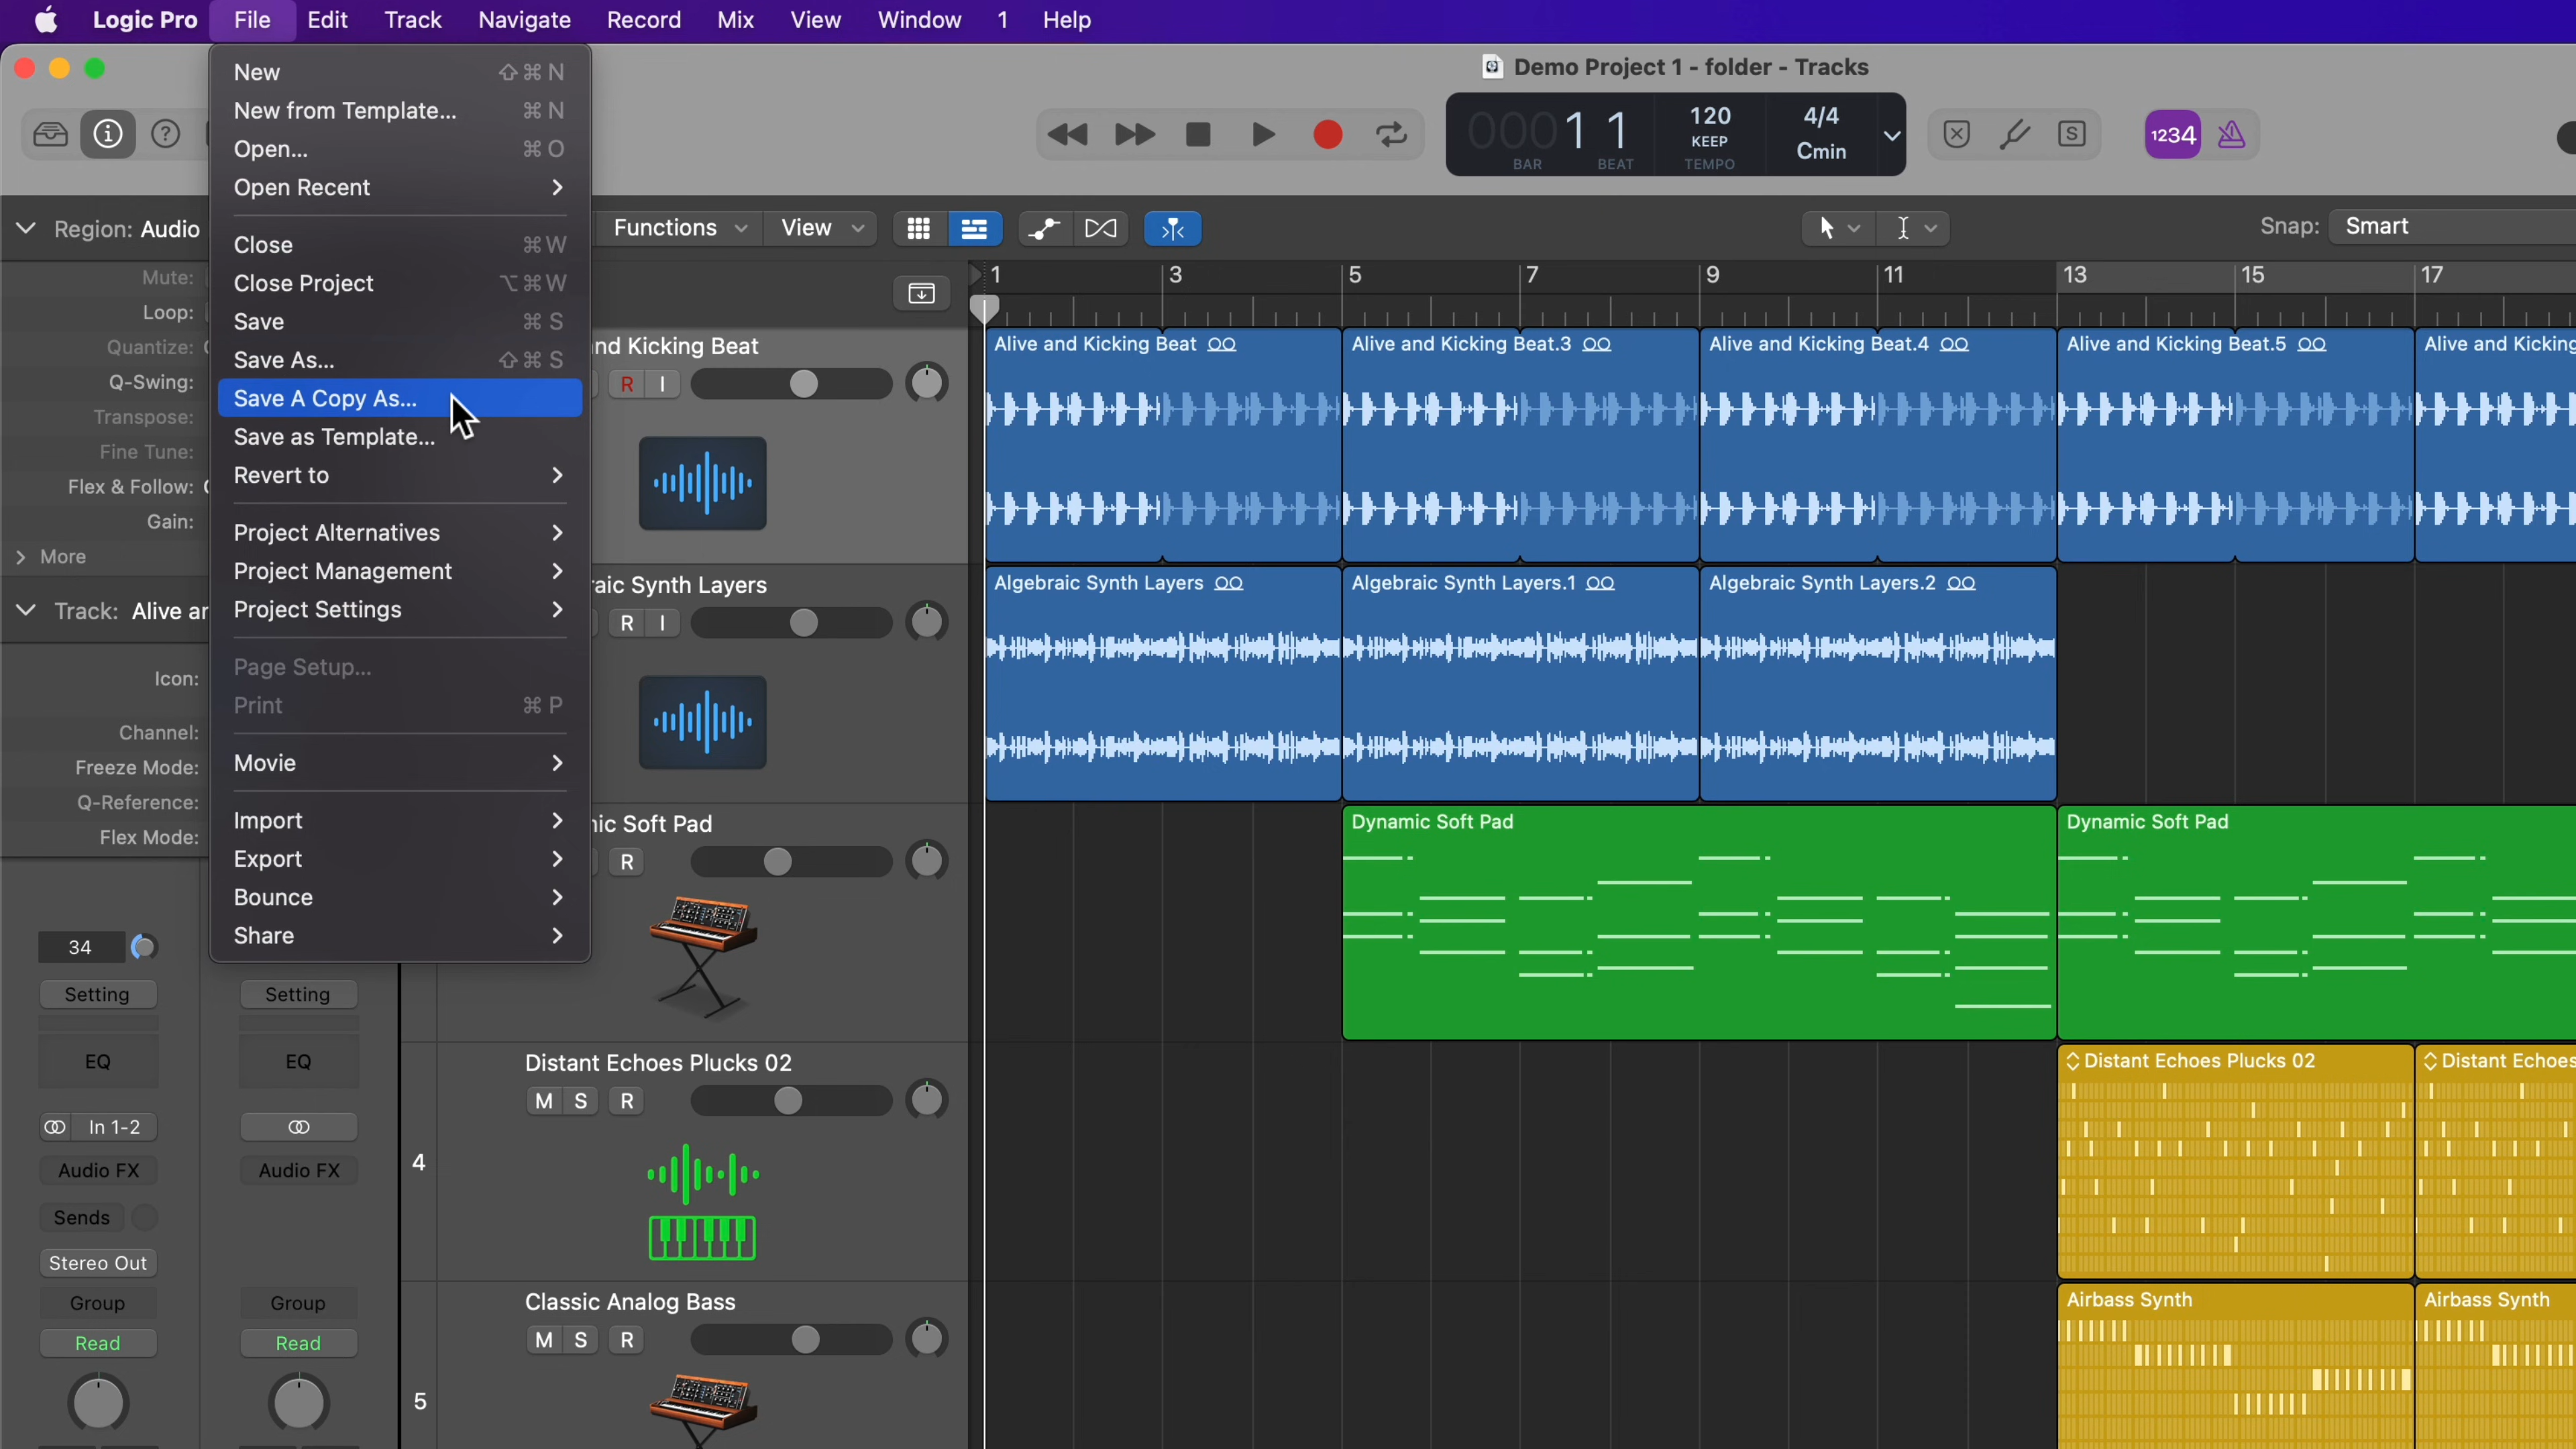 Logic Pro File Edit Track Navigate Record Mix View Window 1 Help
Demo Project 1 - folder - Tracks
New ⇧⌘N
New from Template... ⌘N
Open... ⌘O
Open Recent
Close ⌘W
Close Project ⌥⌘W
Save ⌘S
Save As... ⇧⌘S
Save A Copy As...
Save as Template...
Revert to
Project Alternatives
Project Management
Project Settings
Page Setup...
Print ⌘P
Movie
Import
Export
Bounce
Share
00011
BAR BEAT
120
KEEP
TEMPO
4/4
Cmin
S
1234
Region: Audio
Mute:
Loop:
Quantize:
Q-Swing:
Transpose:
Fine Tune:
Flex & Follow:
Gain:
More
Track: Alive ar
Icon:
Channel:
Freeze Mode:
Q-Reference:
Flex Mode:
34
Setting Setting
EQ EQ
In 1-2
Audio FX Audio FX
Sends
Stereo Out
Group Group
Read Read
Functions View
Snap: Smart
1 3 5 7 9 11 13 15 17
nd Kicking Beat
R I
raic Synth Layers
R I
nic Soft Pad
R
4
Distant Echoes Plucks 02
M S R
5
Classic Analog Bass
M S R
Alive and Kicking Beat Alive and Kicking Beat.3 Alive and Kicking Beat.4 Alive and Kicking Beat.5 Alive and Kicking
Algebraic Synth Layers Algebraic Synth Layers.1 Algebraic Synth Layers.2
Dynamic Soft Pad Dynamic Soft Pad
Distant Echoes Plucks 02 Distant Echoes
Airbass Synth Airbass Synth